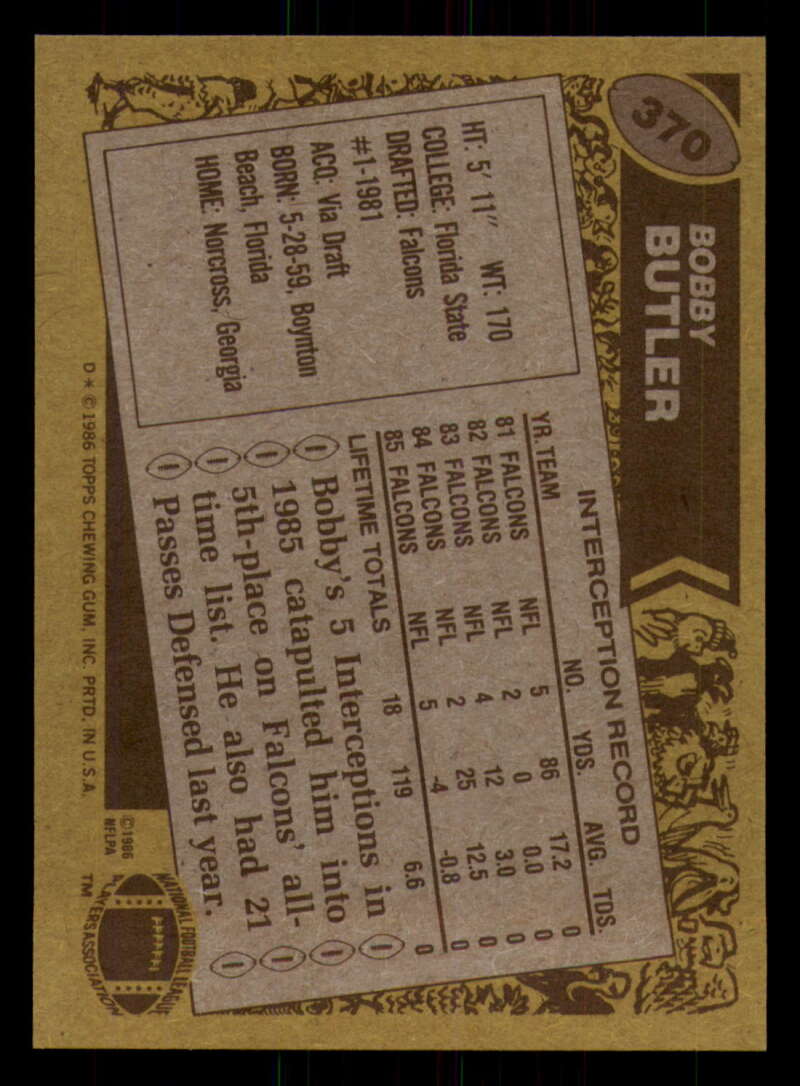 370
BOBBY
BUTLER
HT: 5' 11" WT: 170
COLLEGE: Florida State
DRAFTED: Falcons
#1-1981
ACQ: Via Draft
BORN: 5-28-59, Boynton
Beach, Florida
HOME: Norcross, Georgia
INTERCEPTION RECORD
YR. TEAM NO. YDS. AVG. TDS.
81 FALCONS NFL 5 86 17.2 0
82 FALCONS NFL 2 0 0.0 0
83 FALCONS NFL 4 12 3.0 0
84 FALCONS NFL 2 25 12.5 0
85 FALCONS NFL 5 -4 -0.8 0
LIFETIME TOTALS 18 119 6.6 0
Bobby's 5 Interceptions in
1985 catapulted him into
5th-place on Falcons' all-
time list. He also had 21
Passes Defensed last year.
D * © 1986 TOPPS CHEWING GUM, INC. PRTD. IN U.S.A.
© 1986
NFLPA
NATIONAL FOOTBALL LEAGUE
PLAYERS ASSOCIATION
TM